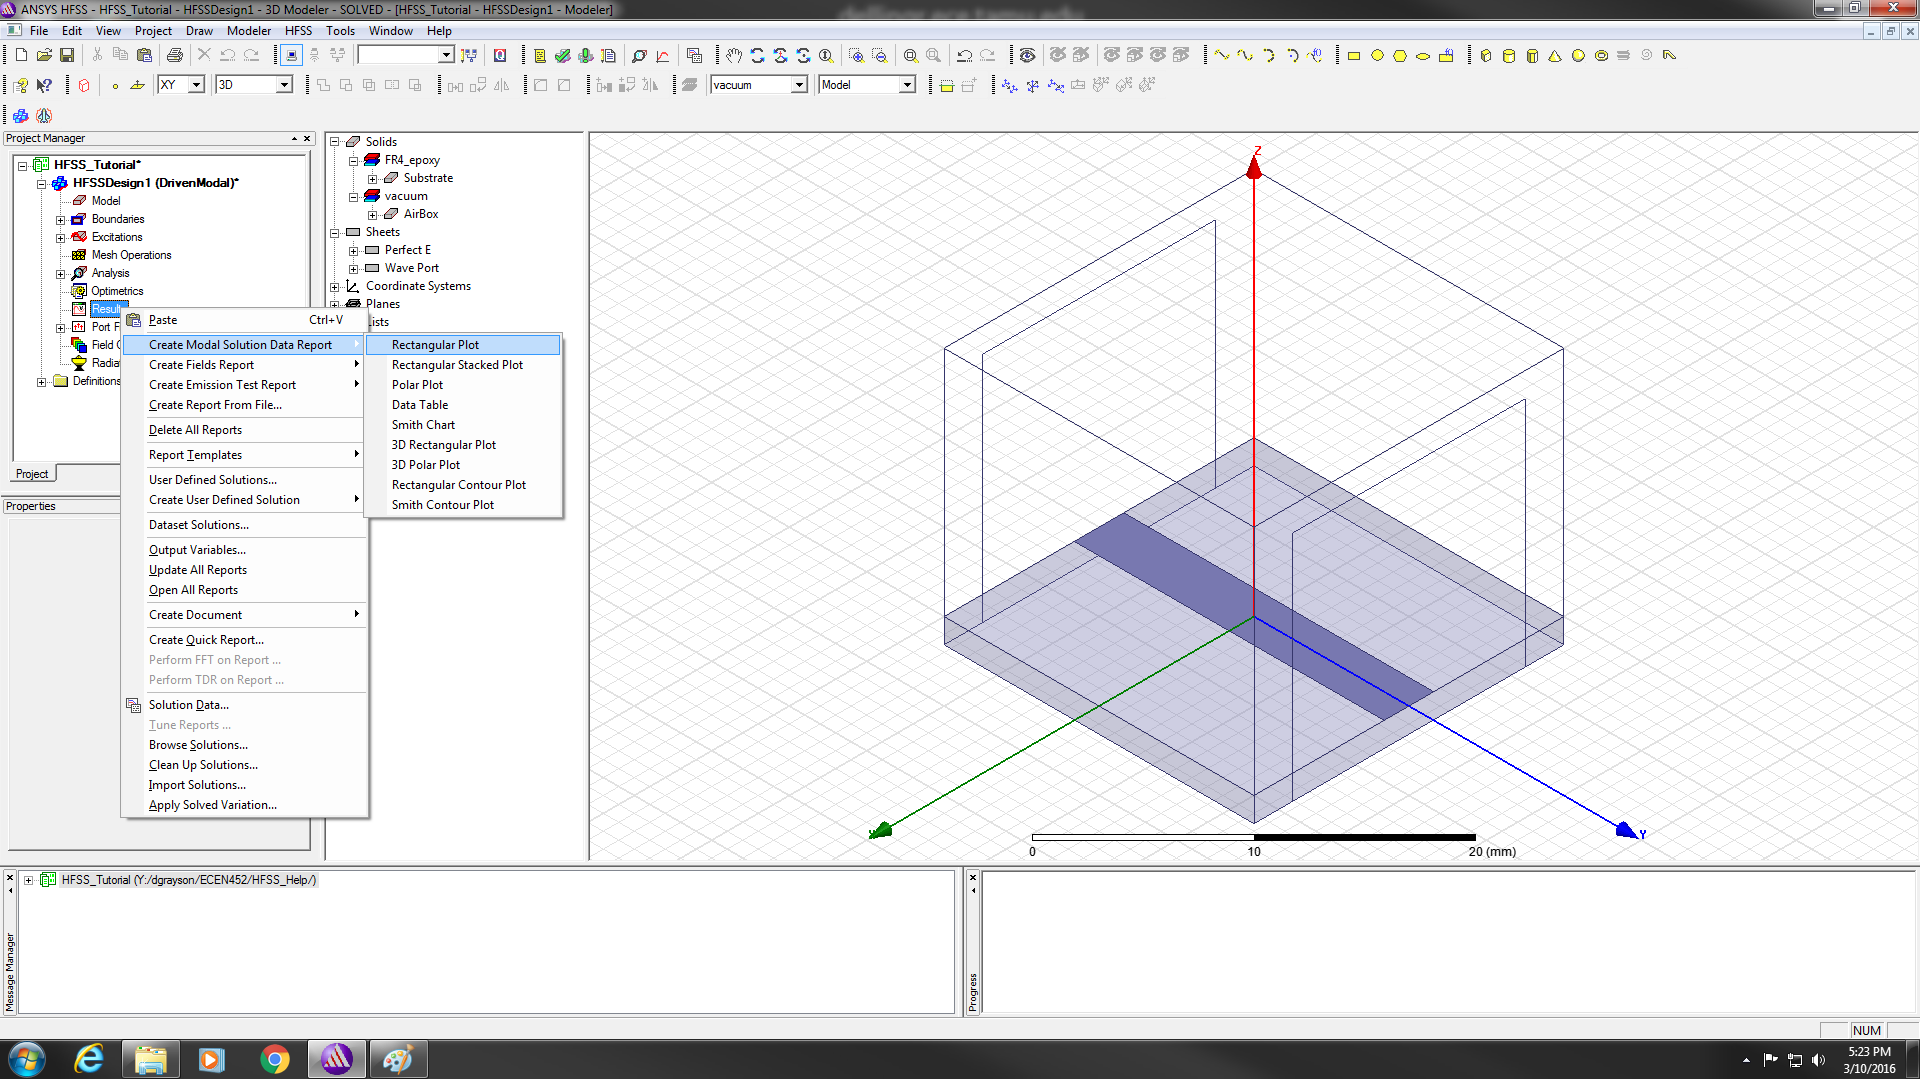 ANSYS HFSS - HFSS_Tutorial - HFSSDesign1 - 3D Modeler - SOLVED - [HFSS_Tutorial - HFSSDesign1 - Modeler]
File Edit View Project Draw Modeler HFSS Tools Window Help
XY 3D vacuum Model
Project Manager
HFSS_Tutorial*
HFSSDesign1 (DrivenModal)*
Model
Boundaries
Excitations
Mesh Operations
Analysis
Optimetrics
Definitions
Project
Properties
Solids
FR4_epoxy
Substrate
vacuum
AirBox
Sheets
Perfect E
Wave Port
Coordinate Systems
Planes
Lists
Paste Ctrl+V
Create Modal Solution Data Report
Create Fields Report
Create Emission Test Report
Create Report From File...
Delete All Reports
Report Templates
User Defined Solutions...
Create User Defined Solution
Dataset Solutions...
Output Variables...
Update All Reports
Open All Reports
Create Document
Create Quick Report...
Perform FFT on Report ...
Perform TDR on Report ...
Solution Data...
Tune Reports ...
Browse Solutions...
Clean Up Solutions...
Import Solutions...
Apply Solved Variation...
Rectangular Plot
Rectangular Stacked Plot
Polar Plot
Data Table
Smith Chart
3D Rectangular Plot
3D Polar Plot
Rectangular Contour Plot
Smith Contour Plot
Z
Y
0 10 20 (mm)
HFSS_Tutorial (Y:/dgrayson/ECEN452/HFSS_Help/)
Message Manager
Progress
NUM
5:23 PM
3/10/2016